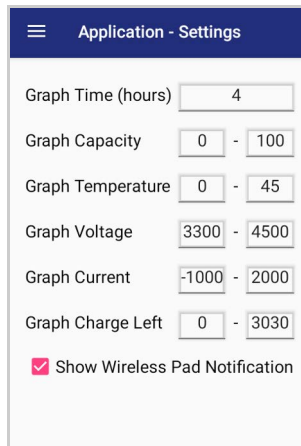 Application - Settings
Graph Time (hours) 4
Graph Capacity 0 - 100
Graph Temperature 0 - 45
Graph Voltage 3300 - 4500
Graph Current -1000 - 2000
Graph Charge Left 0 - 3030
Show Wireless Pad Notification